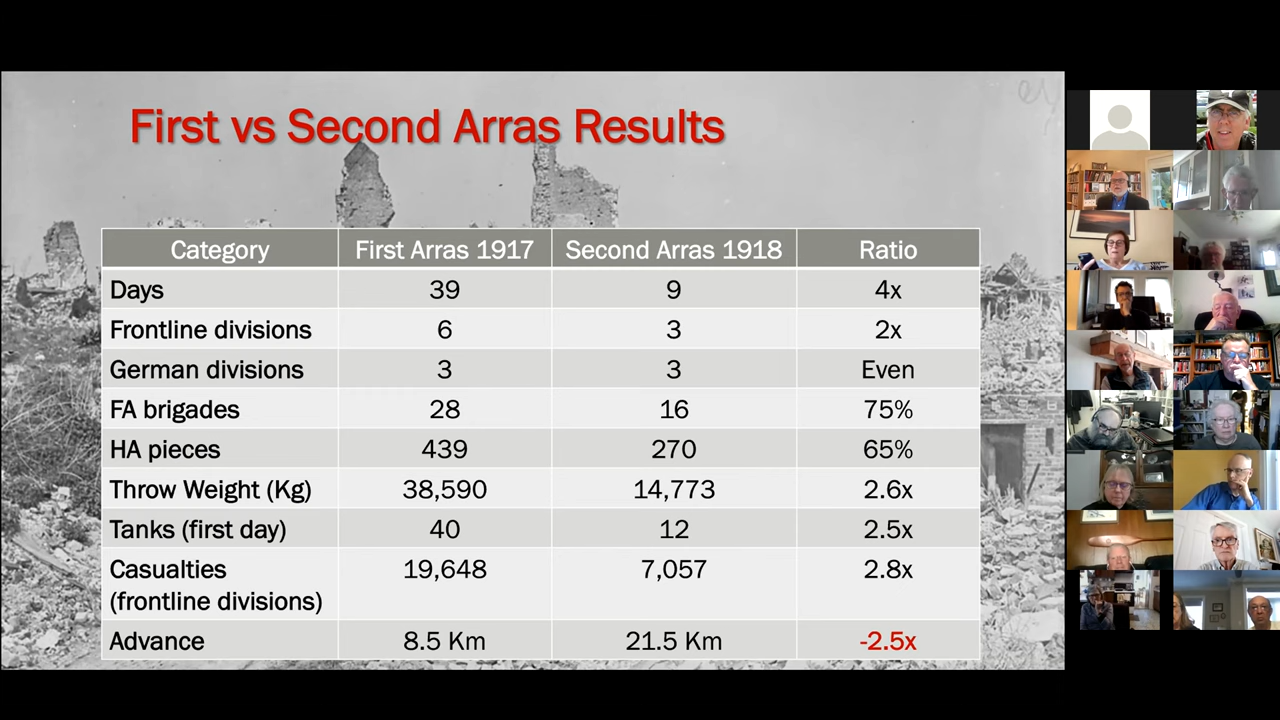 First vs Second Arras Results
Category First Arras 1917 Second Arras 1918 Ratio
Days 39 9 4x
Frontline divisions 6 3 2x
German divisions 3 3 Even
FA brigades 28 16 75%
HA pieces 439 270 65%
Throw Weight (Kg) 38,590 14,773 2.6x
Tanks (first day) 40 12 2.5x
Casualties 19,648 7,057 2.8x
(frontline divisions)
Advance 8.5 Km 21.5 Km -2.5x